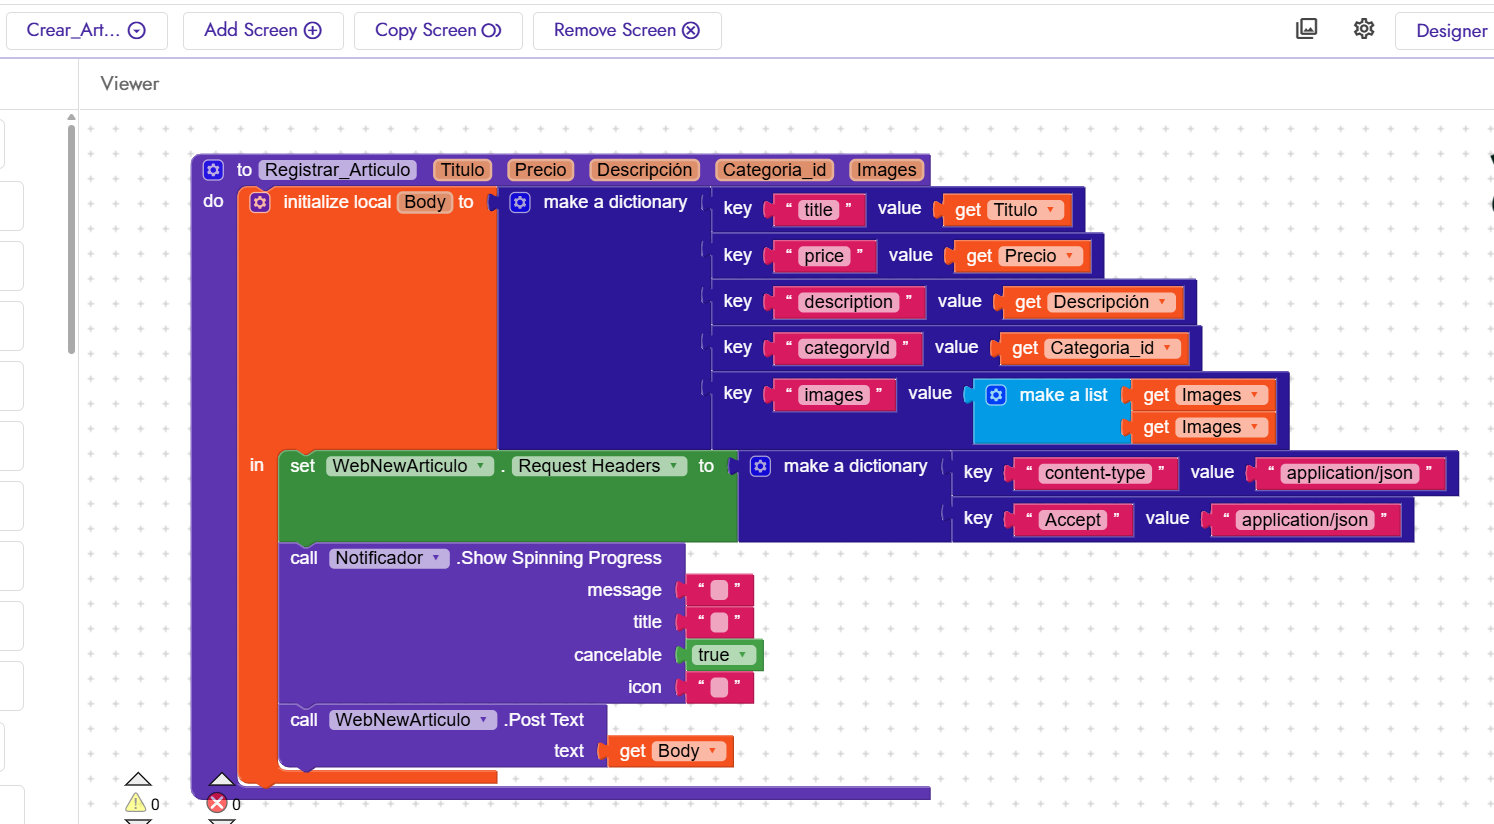 Crear_Art... Add Screen Copy Screen Remove Screen Designer
Viewer
to Registrar_Articulo Titulo Precio Descripción Categoria_id Images
do initialize local Body to make a dictionary key “ title ” value get Titulo
key “ price ” value get Precio
key “ description ” value get Descripción
key “ categoryId ” value get Categoria_id
key “ images ” value make a list get Images
get Images
in set WebNewArticulo . Request Headers to make a dictionary key “ content-type ” value “ application/json ”
key “ Accept ” value “ application/json ”
call Notificador .Show Spinning Progress
message “ ”
title “ ”
cancelable true
icon “ ”
call WebNewArticulo .Post Text
text get Body
0 0